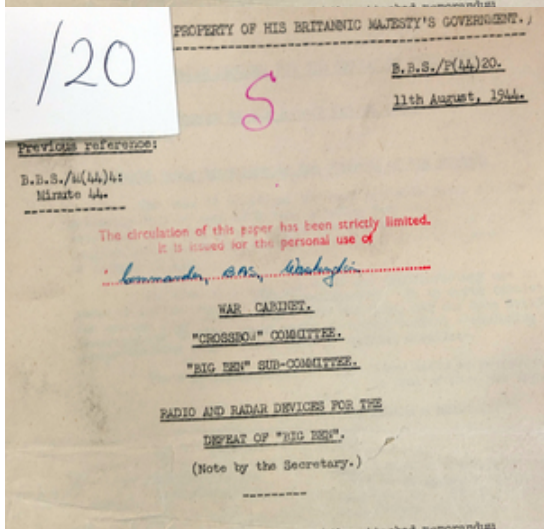 PROPERTY OF HIS BRITANNIC MAJESTY'S GOVERNMENT.)
/20
B.B.S./P(44)20.
S
11th August, 1944.
Previous reference:
B.B.S./M(44)4:
Minute 44.
The circulation of this paper has been strictly limited.
It is issued for the personal use of
Commander, BAS, Washington
WAR CABINET.
"CROSSBOW" COMMITTEE.
"BIG BEN" SUB-COMMITTEE.
RADIO AND RADAR DEVICES FOR THE
DEFEAT OF "BIG BEN".
(Note by the Secretary.)
memorandum